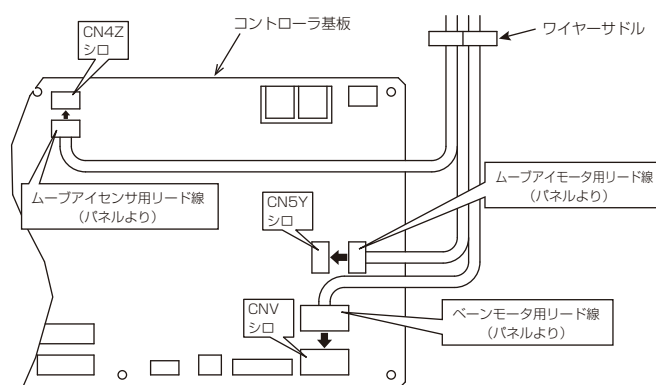 CN4Z
シロ
コントローラ基板
ワイヤーサドル
ムーブアイセンサ用リード線
(パネルより)
CN5Y
シロ
ムーブアイモータ用リード線
(パネルより)
CNV
シロ
ベーンモータ用リード線
(パネルより)